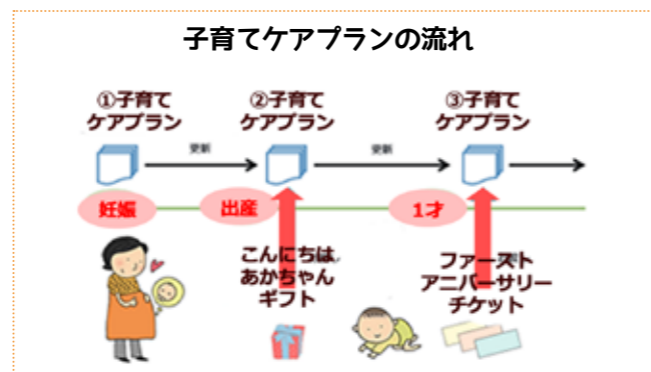 子育てケアプランの流れ
①子育て
ケアプラン
②子育て
ケアプラン
③子育て
ケアプラン
更新
更新
妊娠
出産
1才
こんにちは
あかちゃん
ギフト
ファースト
アニバーサリー
チケット